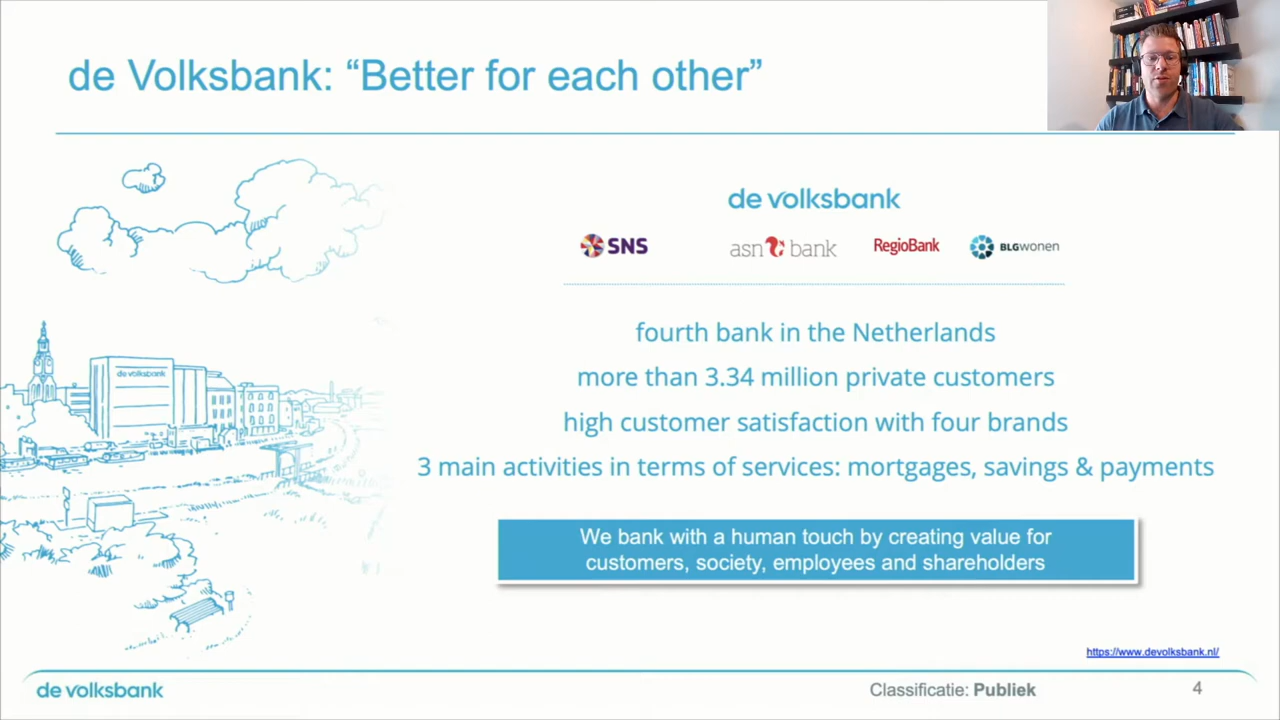 de Volksbank: “Better for each other”
de volksbank
SNS
asn bank
RegioBank
BLGWONEN
fourth bank in the Netherlands
more than 3.34 million private customers
high customer satisfaction with four brands
3 main activities in terms of services: mortgages, savings & payments
de volksbank
We bank with a human touch by creating value for
customers, society, employees and shareholders
https://www.devolksbank.nl/
de volksbank
Classificatie: Publiek
4